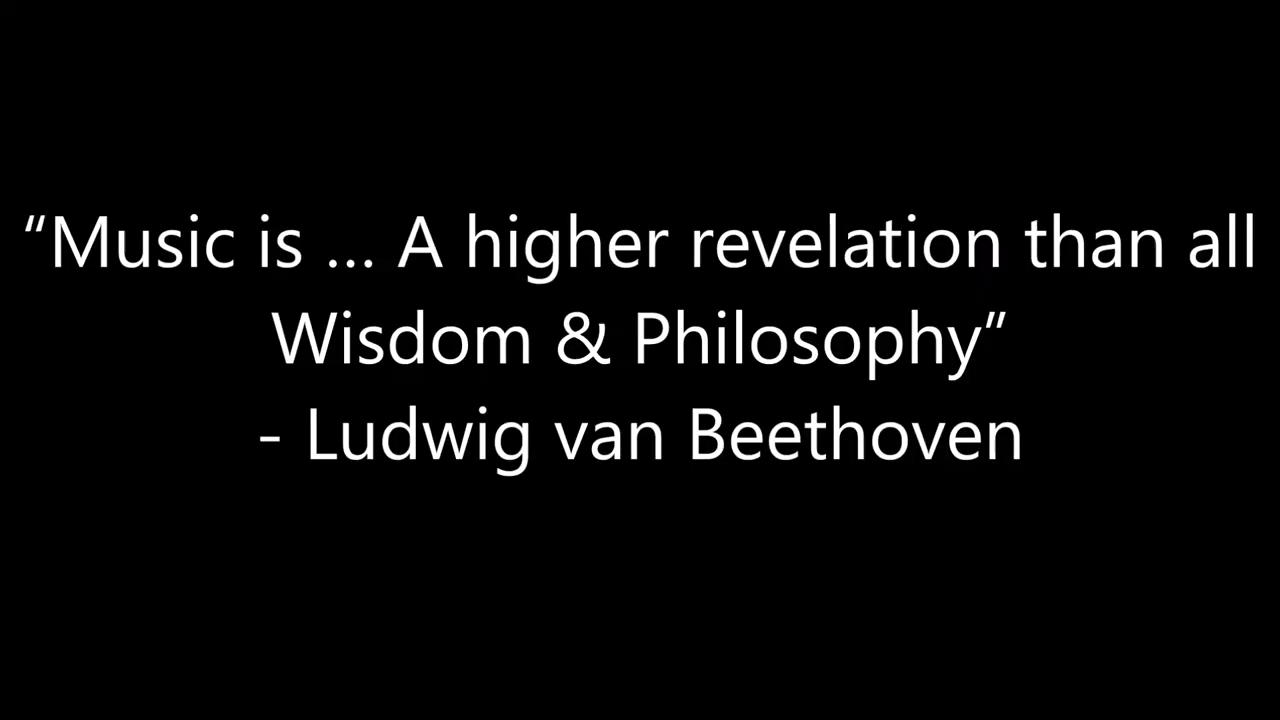 “Music is ... A higher revelation than all
Wisdom & Philosophy”
- Ludwig van Beethoven